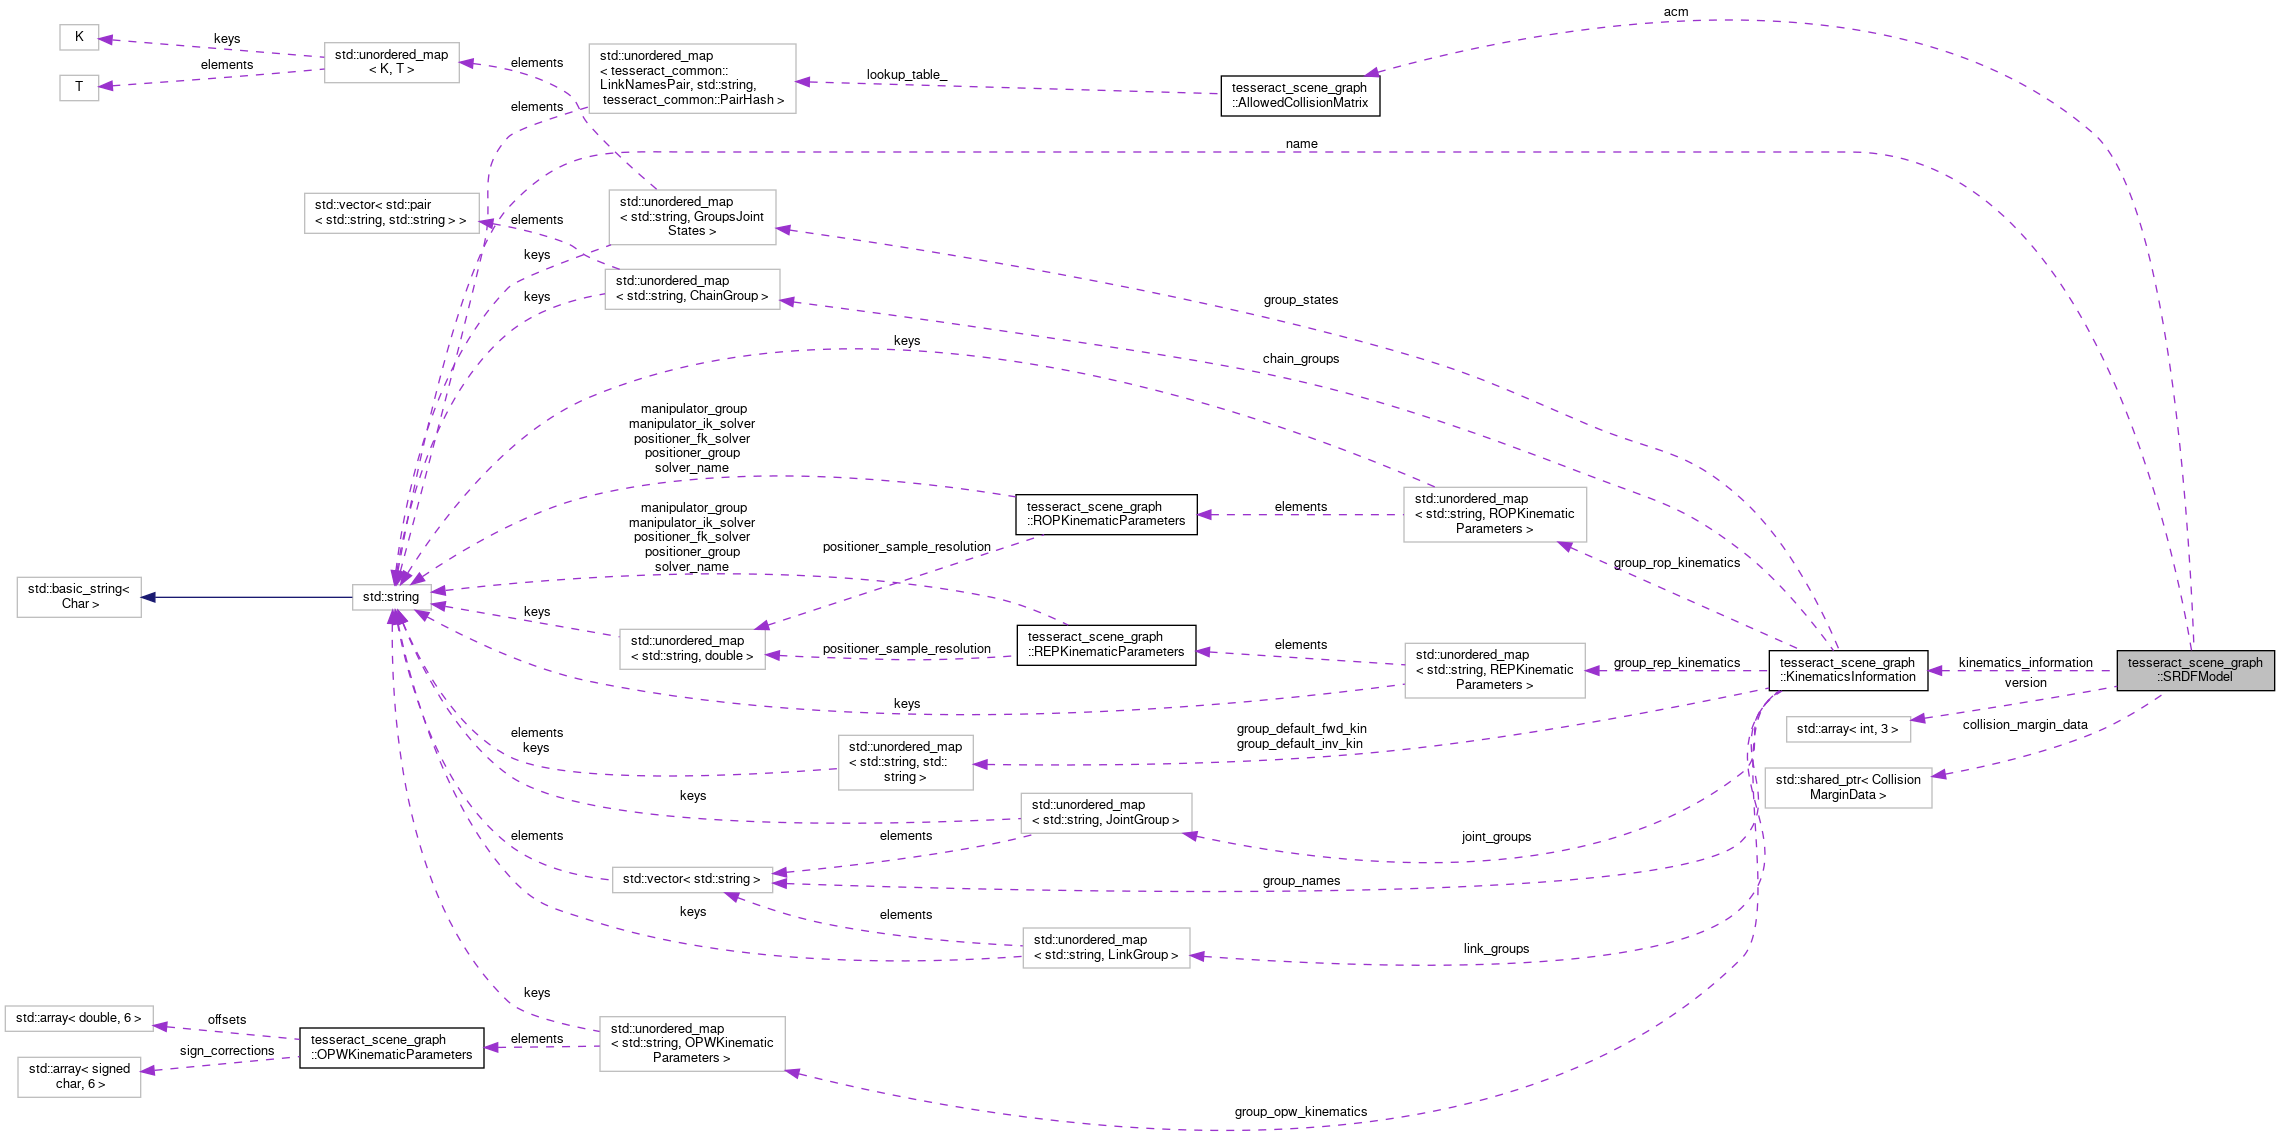 acm
K
keys
std::unordered_map
< K, T >
elements
T
elements
std::unordered_map
< tesseract_common::
LinkNamesPair, std::string,
tesseract_common::PairHash >
lookup_table_
tesseract_scene_graph
::AllowedCollisionMatrix
elements
name
std::vector< std::pair
< std::string, std::string > >
elements
std::unordered_map
< std::string, GroupsJoint
States >
keys
std::unordered_map
< std::string, ChainGroup >
keys
group_states
chain_groups
keys
manipulator_group
manipulator_ik_solver
positioner_fk_solver
positioner_group
solver_name
tesseract_scene_graph
::ROPKinematicParameters
elements
std::unordered_map
< std::string, ROPKinematic
Parameters >
manipulator_group
manipulator_ik_solver
positioner_fk_solver
positioner_group
solver_name
positioner_sample_resolution
group_rop_kinematics
std::basic_string<
Char >
std::string
keys
std::unordered_map
< std::string, double >
positioner_sample_resolution
tesseract_scene_graph
::REPKinematicParameters
elements
std::unordered_map
< std::string, REPKinematic
Parameters >
group_rep_kinematics
tesseract_scene_graph
::KinematicsInformation
kinematics_information
tesseract_scene_graph
::SRDFModel
version
keys
std::array< int, 3 >
collision_margin_data
std::shared_ptr< Collision
MarginData >
elements
keys
std::unordered_map
< std::string, std::
string >
group_default_fwd_kin
group_default_inv_kin
keys
std::unordered_map
< std::string, JointGroup >
joint_groups
elements
elements
std::vector< std::string >
group_names
keys
elements
std::unordered_map
< std::string, LinkGroup >
link_groups
keys
std::array< double, 6 >
offsets
tesseract_scene_graph
::OPWKinematicParameters
sign_corrections
std::array< signed
char, 6 >
elements
std::unordered_map
< std::string, OPWKinematic
Parameters >
group_opw_kinematics